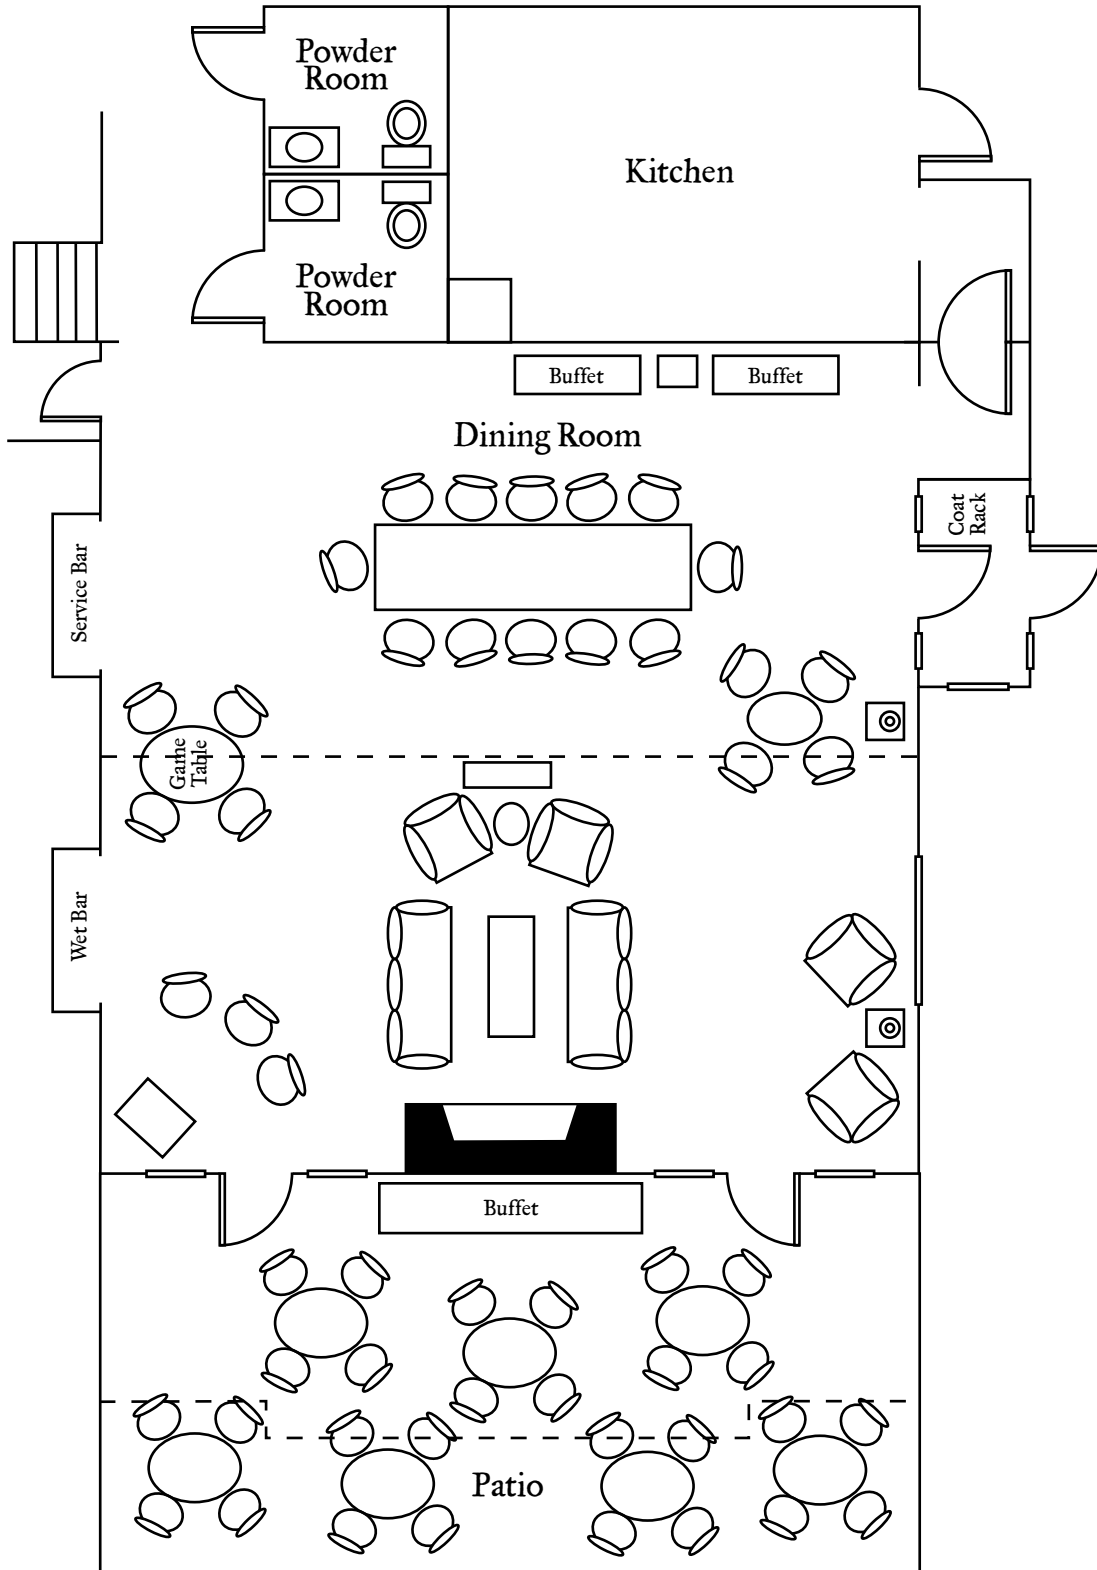 Powder
Room
Kitchen
Powder
Room
Buffet
Buffet
Dining Room
Coat
Rack
Service Bar
Game
Table
Wet Bar
Buffet
Patio